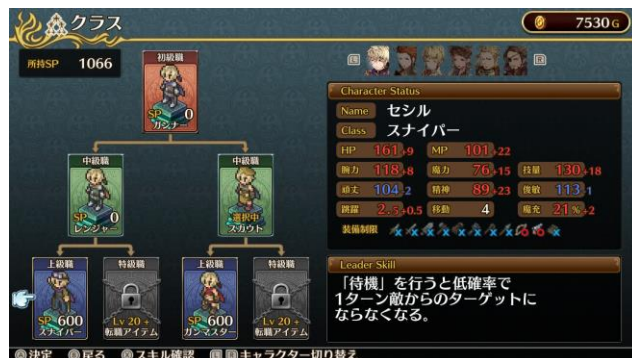 クラス
7530 G
所持SP 1066
初級職
SP 0
ガンナー
中級職
SP 0
レンジャー
中級職
選択中
スカウト
上級職
SP 600
スナイパー
特級職
Lv 20 +
転職アイテム
上級職
SP 600
ガンマスター
特級職
Lv 20 +
転職アイテム
L R
Character Status
Name セシル
Class スナイパー
HP 161 +9 MP 101 +22
腕力 118 +8 魔力 76 +15 技量 130 +18
頑丈 104 -2 精神 89 +23 俊敏 113 -1
跳躍 2.5 +0.5 移動 4 魔充 21% +2
装備制限
Leader Skill
「待機」を行うと低確率で
1ターン敵からのターゲットに
ならなくなる。
決定 戻る スキル確認 L R キャラクター切り替え